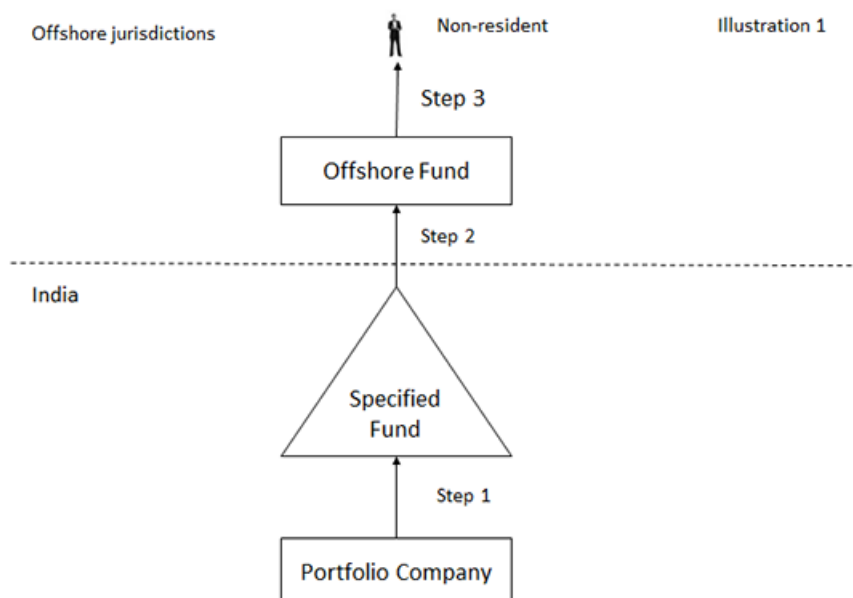 Offshore jurisdictions
Non-resident
Illustration 1
Step 3
Offshore Fund
Step 2
India
Specified
Fund
Step 1
Portfolio Company